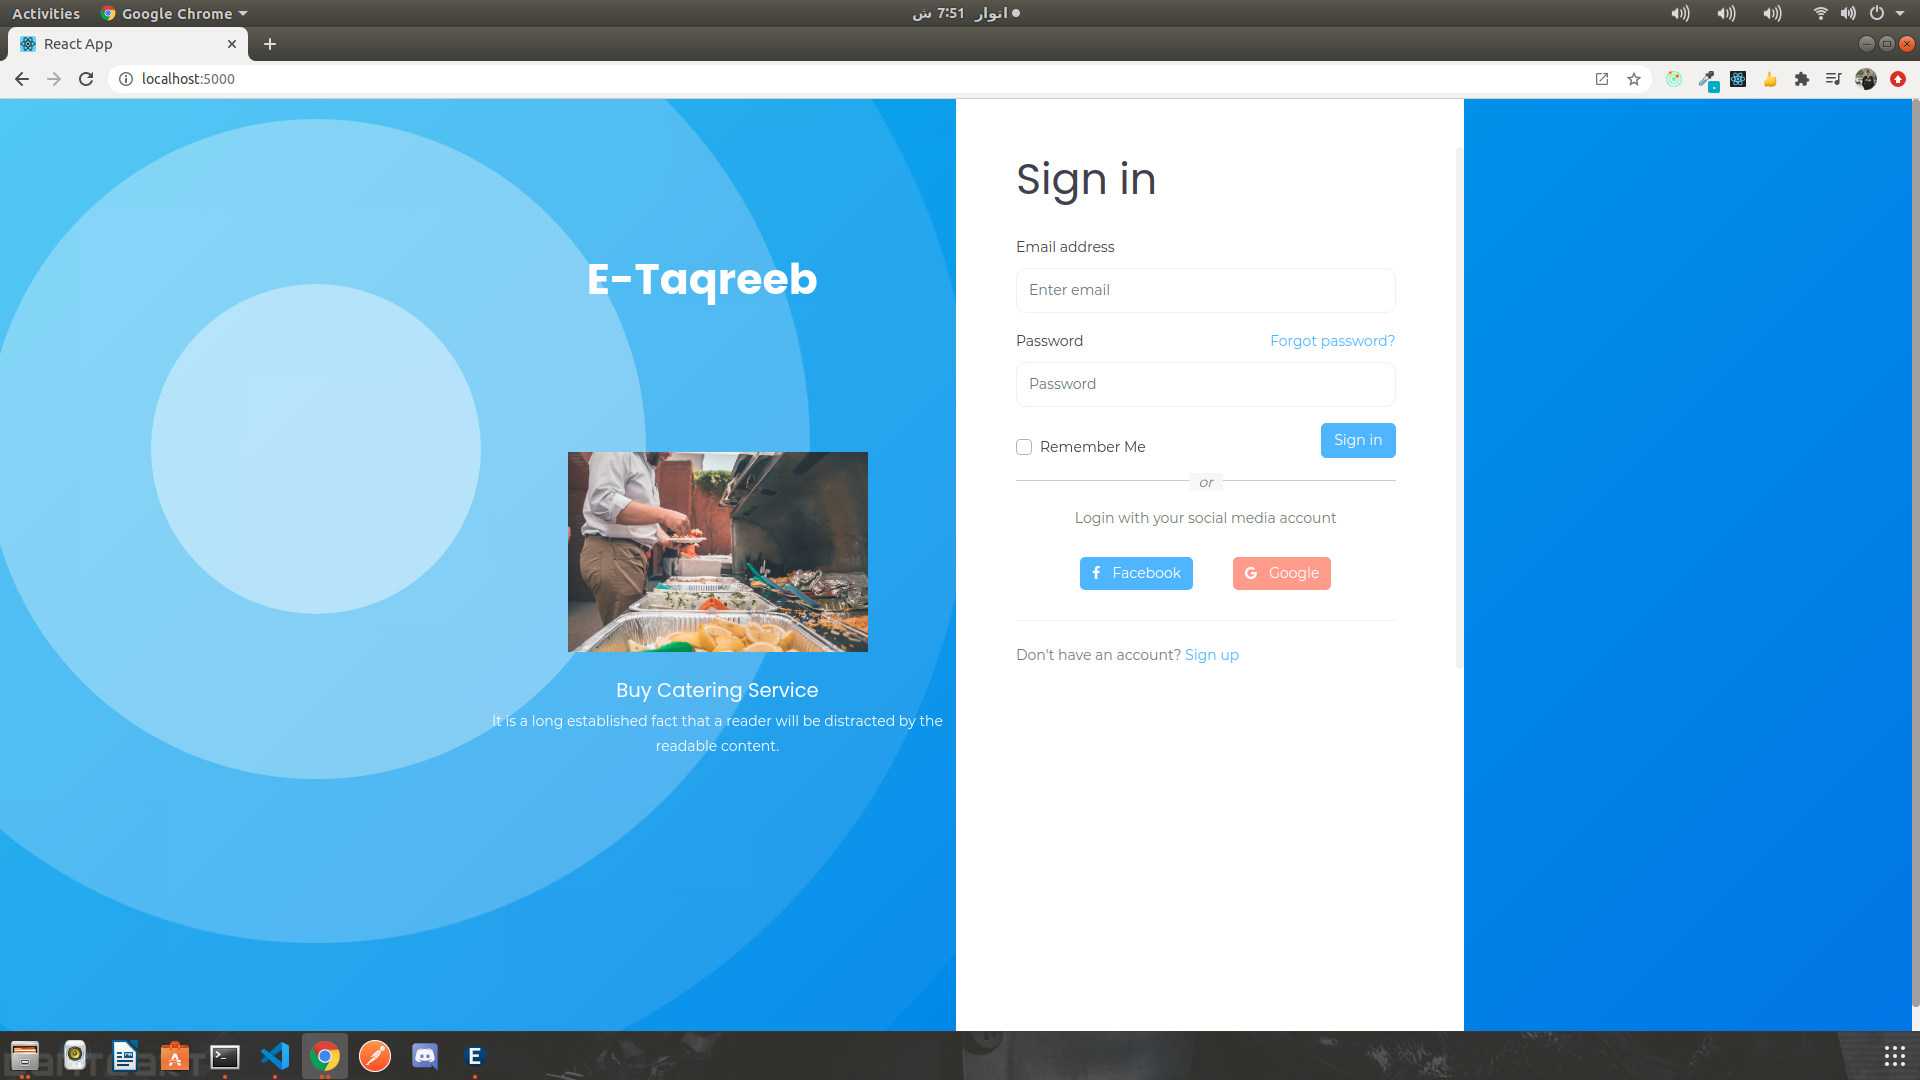 Activities
Google Chrome
اتوار 7:51 ش
React App
localhost:5000
E-Taqreeb
Buy Catering Service
It is a long established fact that a reader will be distracted by the
readable content.
Sign in
Email address
Enter email
Password
Forgot password?
Password
Remember Me
Sign in
or
Login with your social media account
Facebook
Google
Don't have an account? Sign up